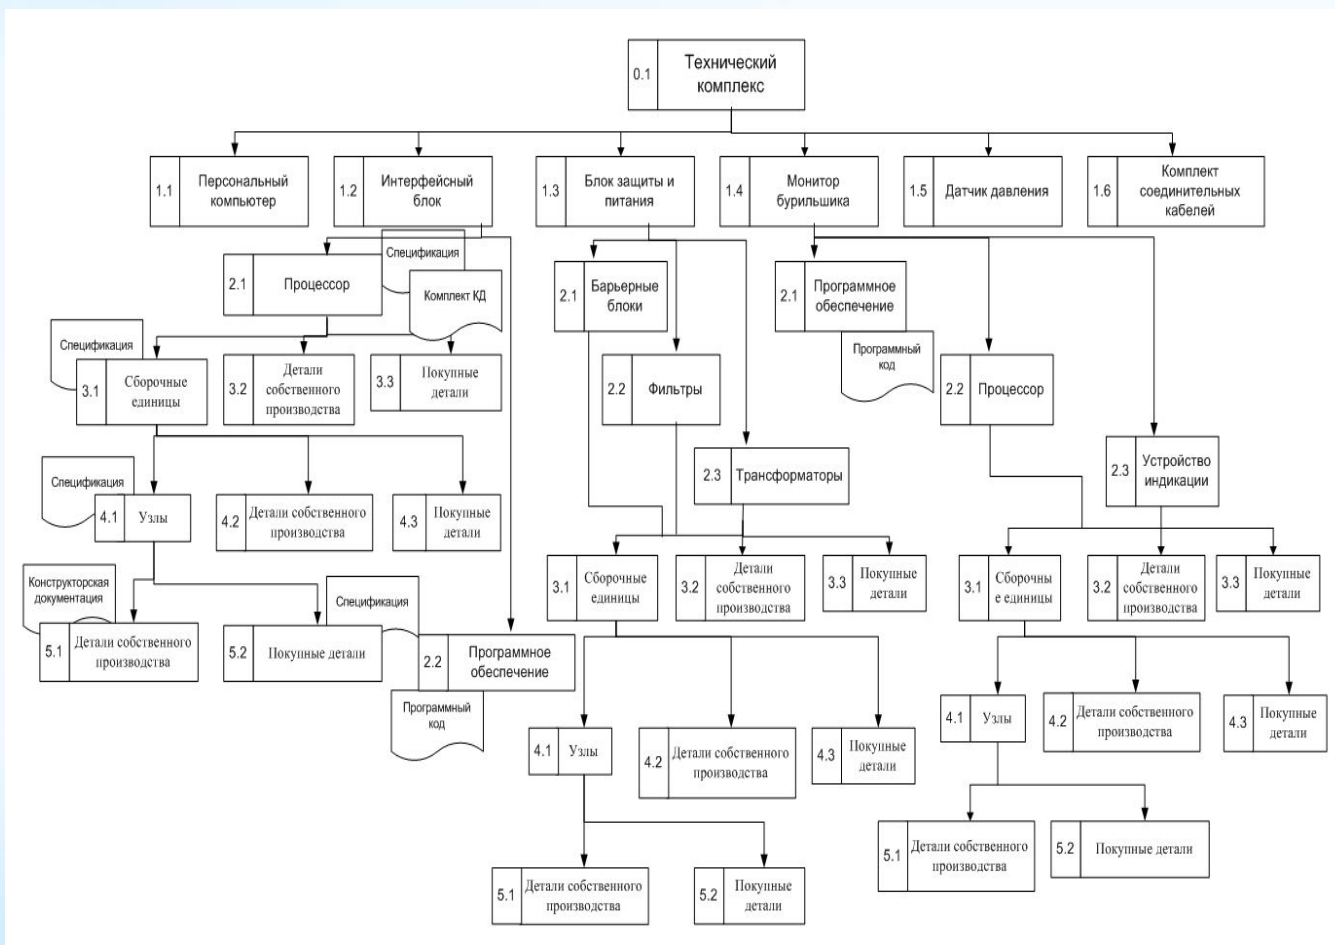 0.1
Технический
комплекс
1.1
Персональный
компьютер
1.2
Интерфейсный
блок
1.3
Блок защиты и
питания
1.4
Монитор
бурильшика
1.5
Датчик давления
1.6
Комплект
соединительных
кабелей
2.1
Процессор
Спецификация
Комплект КД
2.1
Барьерные
блоки
2.1
Программное
обеспечение
Программный
код
Спецификация
3.1
Сборочные
единицы
3.2
Детали
собственного
производства
3.3
Покупные
детали
2.2
Фильтры
2.2
Процессор
2.3
Трансформаторы
2.3
Устройство
индикации
Спецификация
4.1
Узлы
4.2
Детали собственного
производства
4.3
Покупные
детали
Конструкторская
документация
5.1
Детали собственного
производства
5.2
Покупные детали
Спецификация
2.2
Программное
обеспечение
Программный
код
3.1
Сборочные
единицы
3.2
Детали
собственного
производства
3.3
Покупные
детали
3.1
Сборочны
е единицы
3.2
Детали
собственного
производства
3.3
Покупные
детали
4.1
Узлы
4.2
Детали собственного
производства
4.3
Покупные
детали
4.1
Узлы
4.2
Детали собственного
производства
4.3
Покупные
детали
5.1
Детали собственного
производства
5.2
Покупные
детали
5.1
Детали собственного
производства
5.2
Покупные детали